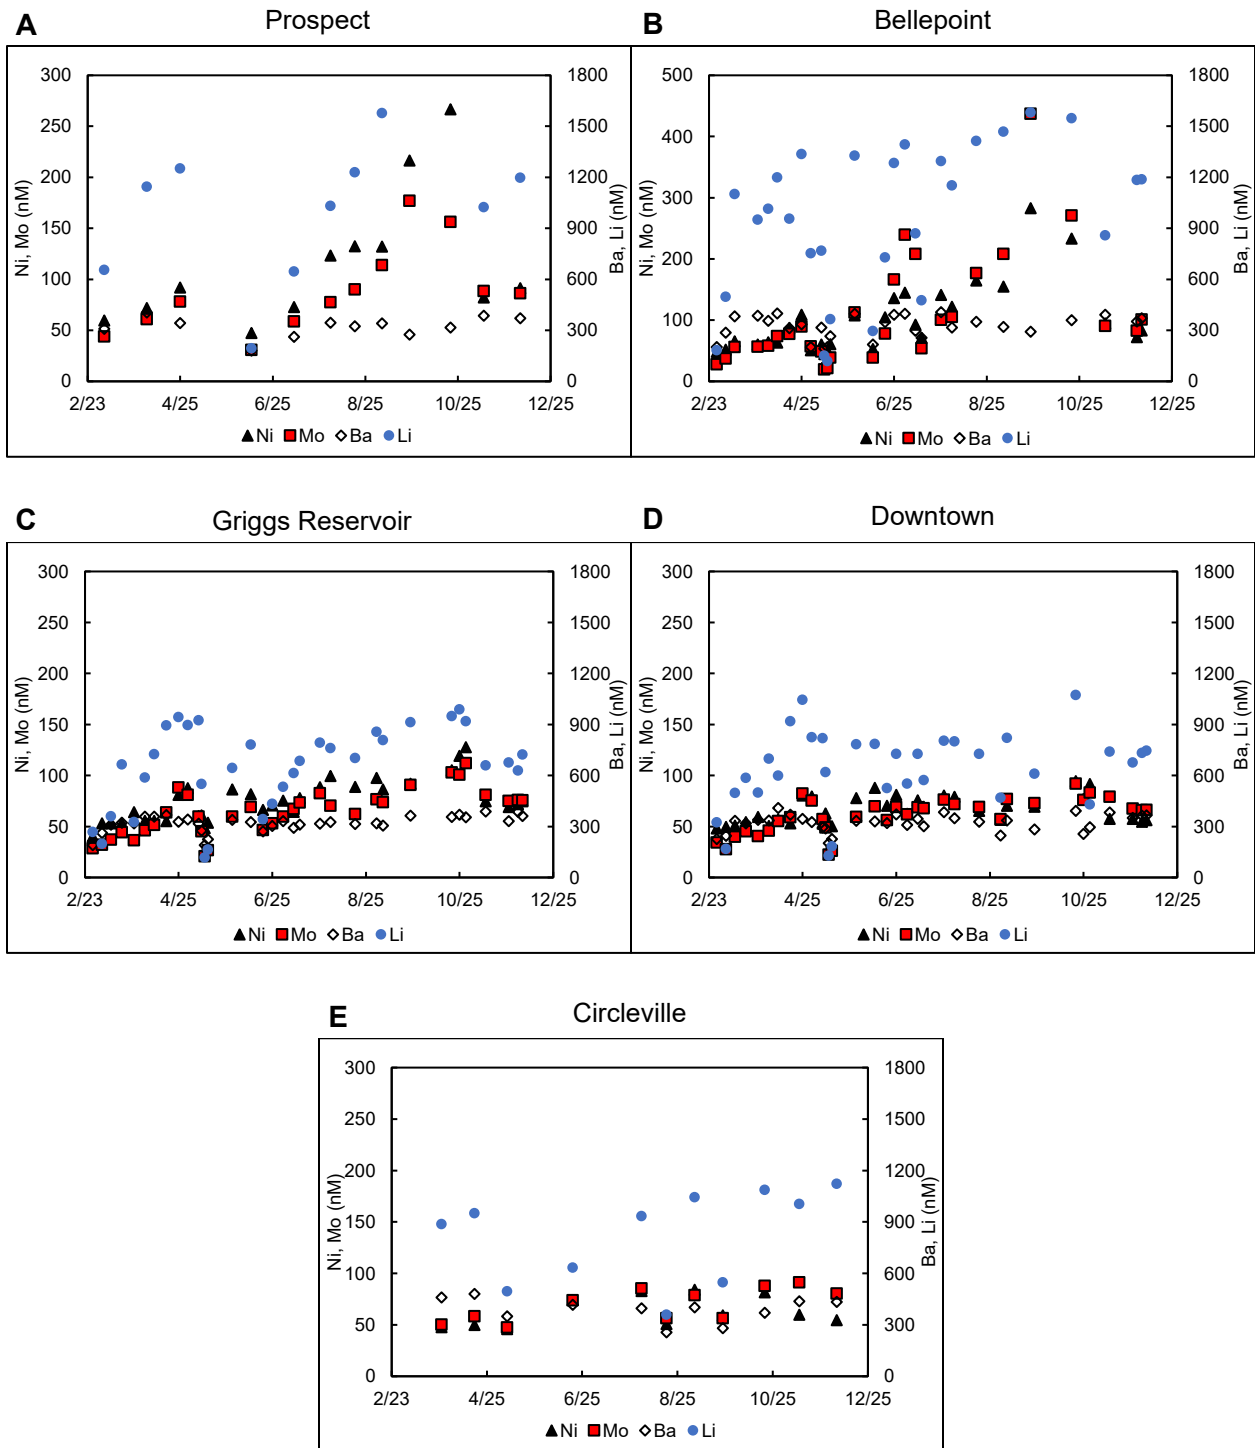 A Prospect
B Bellepoint
300
250
200
150
100
50
0
Ni, Mo (nM)
1800
1500
1200
900
600
300
0
Ba, Li (nM)
2/23 4/25 6/25 8/25 10/25 12/25
Ni Mo Ba Li
500
400
300
200
100
0
Ni, Mo (nM)
1800
1500
1200
900
600
300
0
Ba, Li (nM)
2/23 4/25 6/25 8/25 10/25 12/25
Ni Mo Ba Li
C Griggs Reservoir
D Downtown
300
250
200
150
100
50
0
Ni, Mo (nM)
1800
1500
1200
900
600
300
0
Ba, Li (nM)
2/23 4/25 6/25 8/25 10/25 12/25
Ni Mo Ba Li
300
250
200
150
100
50
0
Ni, Mo (nM)
1800
1500
1200
900
600
300
0
Ba, Li (nM)
2/23 4/25 6/25 8/25 10/25 12/25
Ni Mo Ba Li
E Circleville
300
250
200
150
100
50
0
Ni, Mo (nM)
1800
1500
1200
900
600
300
0
Ba, Li (nM)
2/23 4/25 6/25 8/25 10/25 12/25
Ni Mo Ba Li